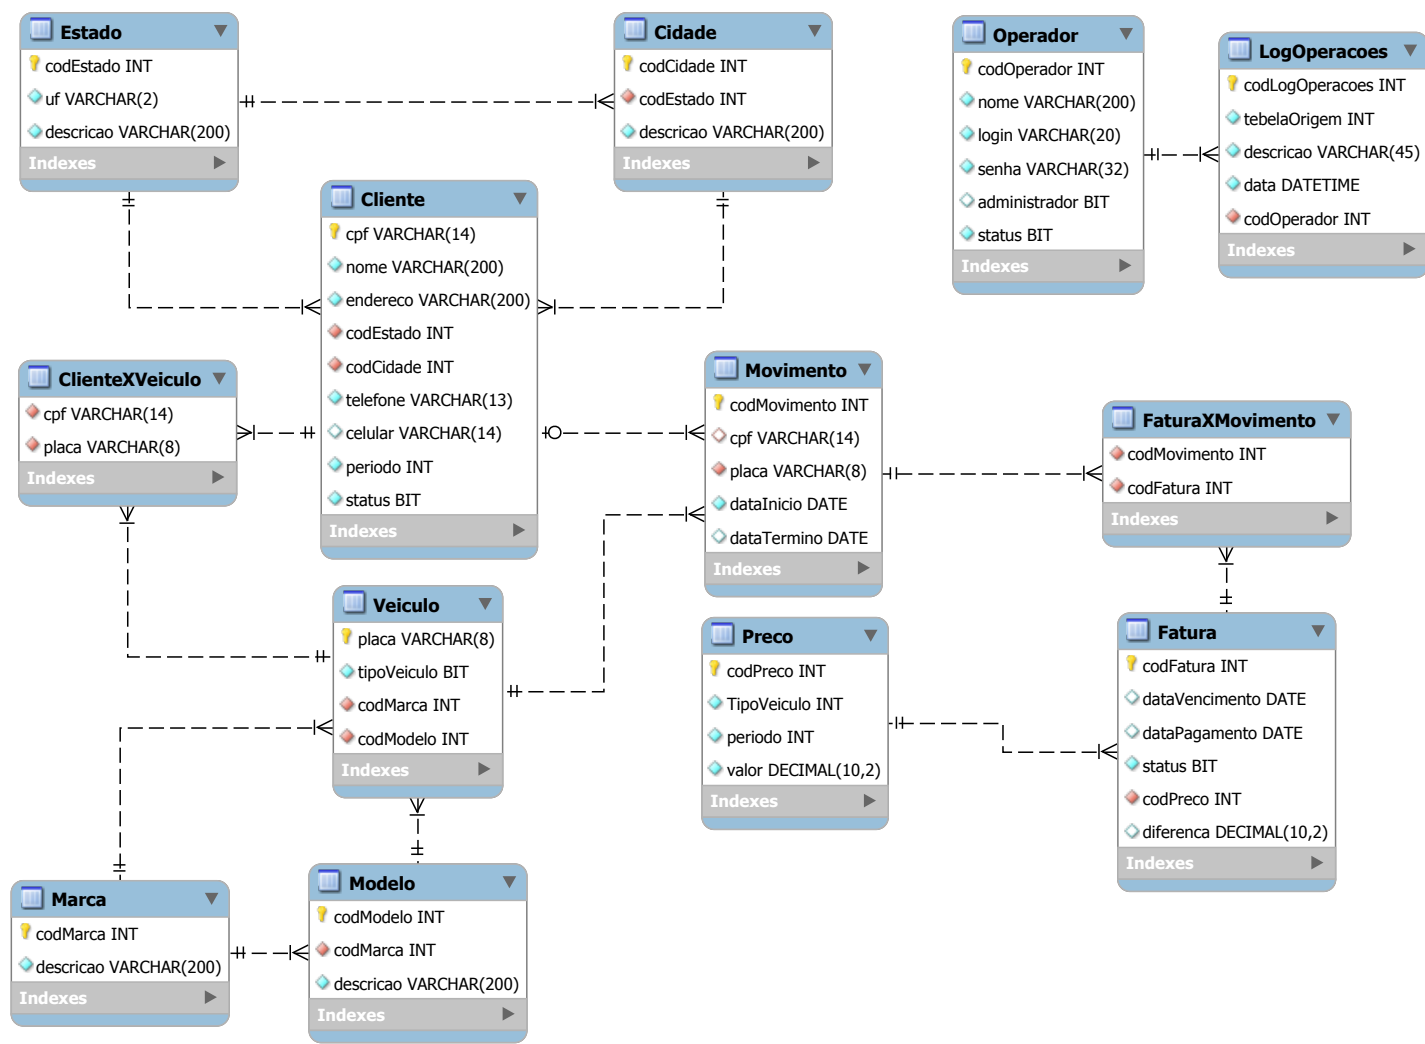 Estado
codEstado INT
uf VARCHAR(2)
descricao VARCHAR(200)
Indexes
Cidade
codCidade INT
codEstado INT
descricao VARCHAR(200)
Indexes
Operador
codOperador INT
nome VARCHAR(200)
login VARCHAR(20)
senha VARCHAR(32)
administrador BIT
status BIT
Indexes
LogOperacoes
codLogOperacoes INT
tebelaOrigem INT
descricao VARCHAR(45)
data DATETIME
codOperador INT
Indexes
Cliente
cpf VARCHAR(14)
nome VARCHAR(200)
endereco VARCHAR(200)
codEstado INT
codCidade INT
telefone VARCHAR(13)
celular VARCHAR(14)
periodo INT
status BIT
Indexes
ClienteXVeiculo
cpf VARCHAR(14)
placa VARCHAR(8)
Indexes
Movimento
codMovimento INT
cpf VARCHAR(14)
placa VARCHAR(8)
dataInicio DATE
dataTermino DATE
Indexes
FaturaXMovimento
codMovimento INT
codFatura INT
Indexes
Veiculo
placa VARCHAR(8)
tipoVeiculo BIT
codMarca INT
codModelo INT
Indexes
Preco
codPreco INT
TipoVeiculo INT
periodo INT
valor DECIMAL(10,2)
Indexes
Fatura
codFatura INT
dataVencimento DATE
dataPagamento DATE
status BIT
codPreco INT
diferenca DECIMAL(10,2)
Indexes
Marca
codMarca INT
descricao VARCHAR(200)
Indexes
Modelo
codModelo INT
codMarca INT
descricao VARCHAR(200)
Indexes